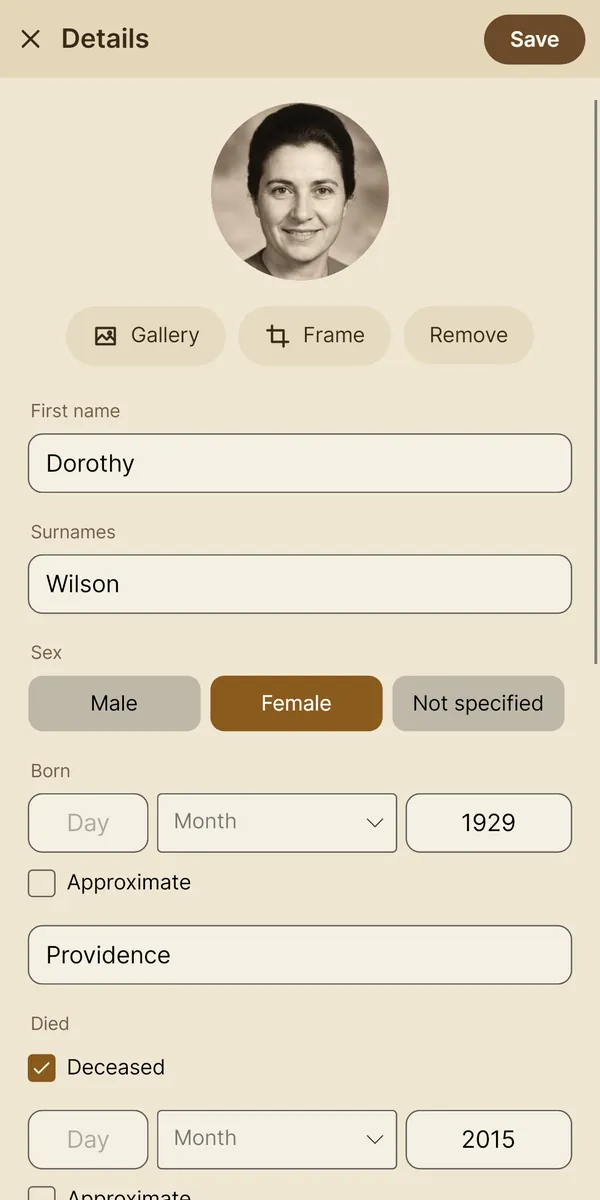 Details
Save
Gallery
Frame
Remove
First name
Dorothy
Surnames
Wilson
Sex
Male
Female
Not specified
Born
Day
Month
1929
Approximate
Providence
Died
Deceased
Day
Month
2015
Approximate